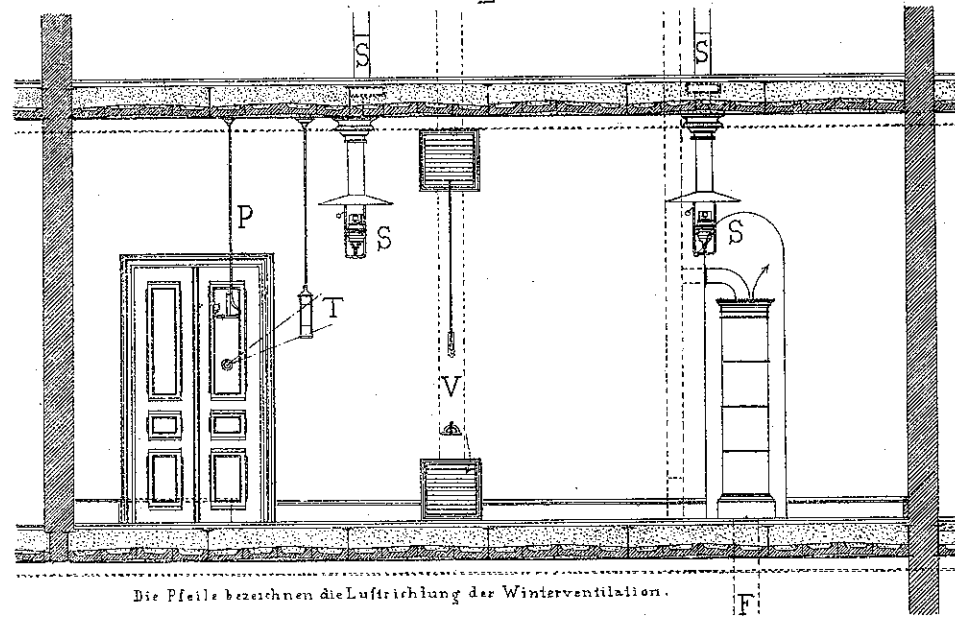 S S
P
S S
T
V
Die Pfeile bezeichnen die Luftrichtung der Winterventilation.
F